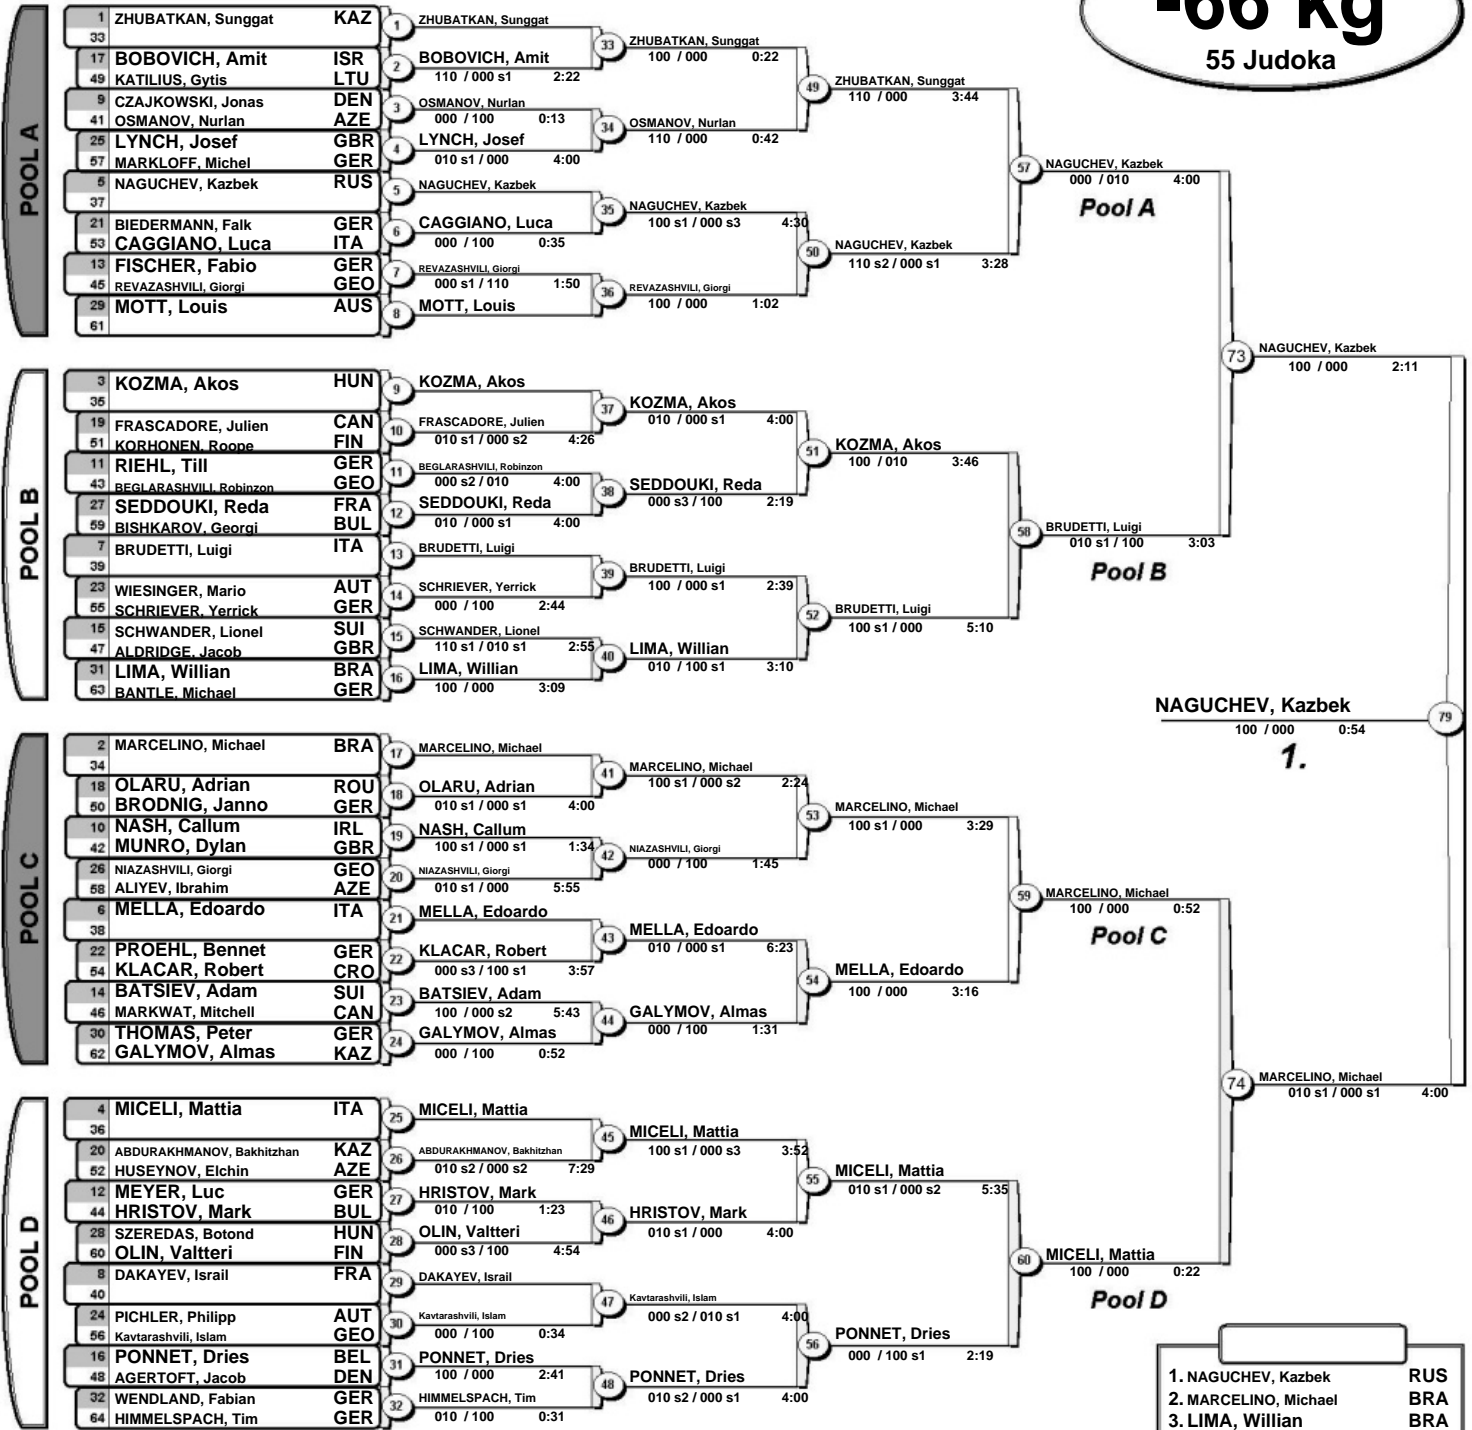 -66 kg
55 Judoka
POOL A
1 ZHUBATKAN, Sunggat KAZ
33
17 BOBOVICH, Amit ISR
49 KATILIUS, Gytis LTU
9 CZAJKOWSKI, Jonas DEN
41 OSMANOV, Nurlan AZE
25 LYNCH, Josef GBR
57 MARKLOFF, Michel GER
5 NAGUCHEV, Kazbek RUS
37
21 BIEDERMANN, Falk GER
53 CAGGIANO, Luca ITA
13 FISCHER, Fabio GER
45 REVAZASHVILI, Giorgi GEO
29 MOTT, Louis AUS
61
1 ZHUBATKAN, Sunggat
2 BOBOVICH, Amit
110 / 000 s1 2:22
3 OSMANOV, Nurlan
000 / 100 0:13
4 LYNCH, Josef
010 s1 / 000 4:00
5 NAGUCHEV, Kazbek
6 CAGGIANO, Luca
000 / 100 0:35
7 REVAZASHVILI, Giorgi
000 s1 / 110 1:50
8 MOTT, Louis
33 ZHUBATKAN, Sunggat
100 / 000 0:22
34 OSMANOV, Nurlan
110 / 000 0:42
35 NAGUCHEV, Kazbek
100 s1 / 000 s3 4:30
36 REVAZASHVILI, Giorgi
100 / 000 1:02
49 ZHUBATKAN, Sunggat
110 / 000 3:44
50 NAGUCHEV, Kazbek
110 s2 / 000 s1 3:28
57 NAGUCHEV, Kazbek
000 / 010 4:00
Pool A
POOL B
3 KOZMA, Akos HUN
35
19 FRASCADORE, Julien CAN
51 KORHONEN, Roope FIN
11 RIEHL, Till GER
43 BEGLARASHVILI, Robinzon GEO
27 SEDDOUKI, Reda FRA
59 BISHKAROV, Georgi BUL
7 BRUDETTI, Luigi ITA
39
23 WIESINGER, Mario AUT
55 SCHRIEVER, Yerrick GER
15 SCHWANDER, Lionel SUI
47 ALDRIDGE, Jacob GBR
31 LIMA, Willian BRA
63 BANTLE, Michael GER
9 KOZMA, Akos
10 FRASCADORE, Julien
010 s1 / 000 s2 4:26
11 BEGLARASHVILI, Robinzon
000 s2 / 010 4:00
12 SEDDOUKI, Reda
010 / 000 s1 4:00
13 BRUDETTI, Luigi
14 SCHRIEVER, Yerrick
000 / 100 2:44
15 SCHWANDER, Lionel
110 s1 / 010 s1 2:55
16 LIMA, Willian
100 / 000 3:09
37 KOZMA, Akos
010 / 000 s1 4:00
38 SEDDOUKI, Reda
000 s3 / 100 2:19
39 BRUDETTI, Luigi
100 / 000 s1 2:39
40 LIMA, Willian
010 / 100 s1 3:10
51 KOZMA, Akos
100 / 010 3:46
52 BRUDETTI, Luigi
100 s1 / 000 5:10
58 BRUDETTI, Luigi
010 s1 / 100 3:03
Pool B
73 NAGUCHEV, Kazbek
100 / 000 2:11
NAGUCHEV, Kazbek 79
100 / 000 0:54
1.
POOL C
2 MARCELINO, Michael BRA
34
18 OLARU, Adrian ROU
50 BRODNIG, Janno GER
10 NASH, Callum IRL
42 MUNRO, Dylan GBR
26 NIAZASHVILI, Giorgi GEO
58 ALIYEV, Ibrahim AZE
6 MELLA, Edoardo ITA
38
22 PROEHL, Bennet GER
54 KLACAR, Robert CRO
14 BATSIEV, Adam SUI
46 MARKWAT, Mitchell CAN
30 THOMAS, Peter GER
62 GALYMOV, Almas KAZ
17 MARCELINO, Michael
18 OLARU, Adrian
010 s1 / 000 s1 4:00
19 NASH, Callum
100 s1 / 000 s1 1:34
20 NIAZASHVILI, Giorgi
010 s1 / 000 5:55
21 MELLA, Edoardo
22 KLACAR, Robert
000 s3 / 100 s1 3:57
23 BATSIEV, Adam
100 / 000 s2 5:43
24 GALYMOV, Almas
000 / 100 0:52
41 MARCELINO, Michael
100 s1 / 000 s2 2:24
42 NIAZASHVILI, Giorgi
000 / 100 1:45
43 MELLA, Edoardo
010 / 000 s1 6:23
44 GALYMOV, Almas
000 / 100 1:31
53 MARCELINO, Michael
100 s1 / 000 3:29
54 MELLA, Edoardo
100 / 000 3:16
59 MARCELINO, Michael
100 / 000 0:52
Pool C
POOL D
4 MICELI, Mattia ITA
36
20 ABDURAKHMANOV, Bakhitzhan KAZ
52 HUSEYNOV, Elchin AZE
12 MEYER, Luc GER
44 HRISTOV, Mark BUL
28 SZEREDAS, Botond HUN
60 OLIN, Valtteri FIN
8 DAKAYEV, Israil FRA
40
24 PICHLER, Philipp AUT
56 Kavtarashvili, Islam GEO
16 PONNET, Dries BEL
48 AGERTOFT, Jacob DEN
32 WENDLAND, Fabian GER
64 HIMMELSPACH, Tim GER
25 MICELI, Mattia
26 ABDURAKHMANOV, Bakhitzhan
010 s2 / 000 s2 7:29
27 HRISTOV, Mark
010 / 100 1:23
28 OLIN, Valtteri
000 s3 / 100 4:54
29 DAKAYEV, Israil
30 Kavtarashvili, Islam
000 / 100 0:34
31 PONNET, Dries
100 / 000 2:41
32 HIMMELSPACH, Tim
010 / 100 0:31
45 MICELI, Mattia
100 s1 / 000 s3 3:52
46 HRISTOV, Mark
010 s1 / 000 4:00
47 Kavtarashvili, Islam
000 s2 / 010 s1 4:00
48 PONNET, Dries
010 s2 / 000 s1 4:00
55 MICELI, Mattia
010 s1 / 000 s2 5:35
56 PONNET, Dries
000 / 100 s1 2:19
60 MICELI, Mattia
100 / 000 0:22
Pool D
74 MARCELINO, Michael
010 s1 / 000 s1 4:00
1. NAGUCHEV, Kazbek RUS
2. MARCELINO, Michael BRA
3. LIMA, Willian BRA